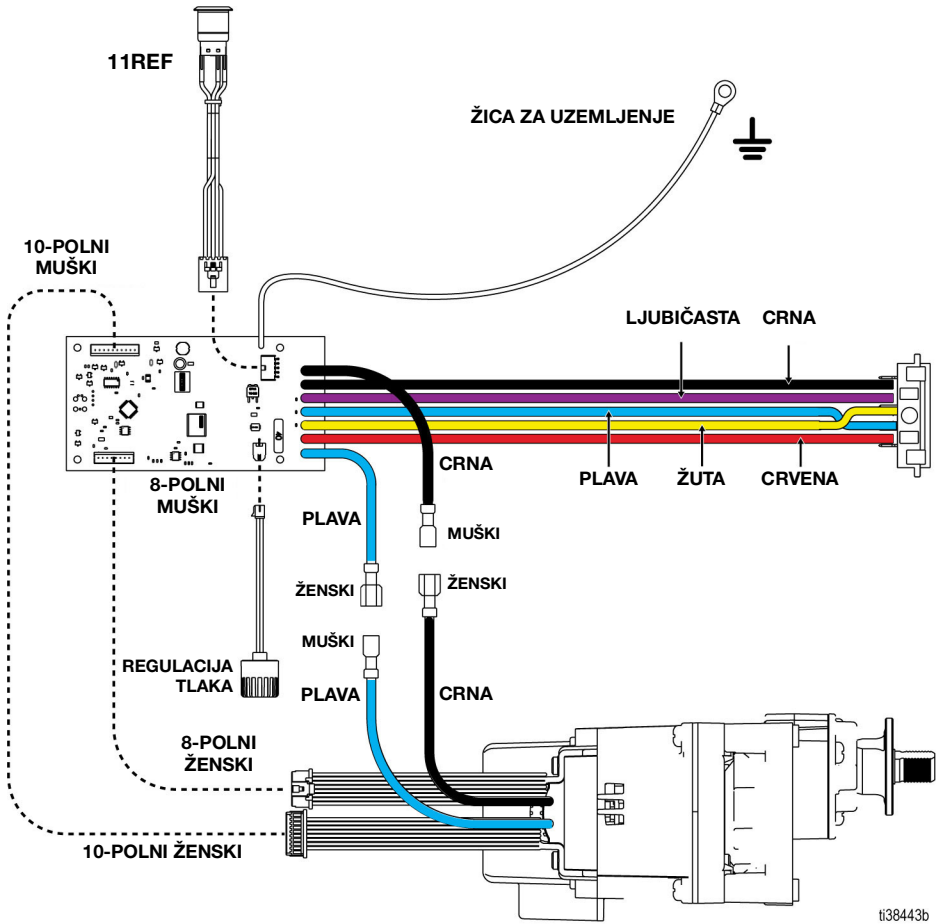 11REF
ŽICA ZA UZEMLJENJE
10-POLNI
MUŠKI
LJUBIČASTA
CRNA
CRNA
PLAVA
ŽUTA
CRVENA
8-POLNI
MUŠKI
PLAVA
MUŠKI
ŽENSKI
ŽENSKI
MUŠKI
REGULACIJA
TLAKA
PLAVA
CRNA
8-POLNI
ŽENSKI
10-POLNI ŽENSKI
ti38443b